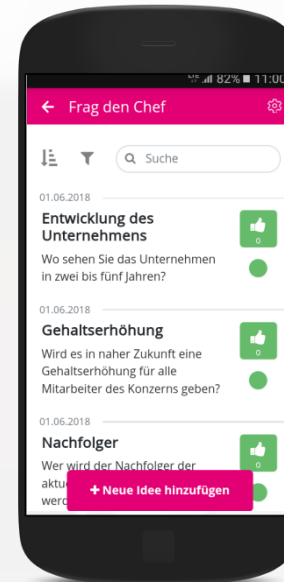 LTE 82% 11:00
Frag den Chef
Suche
01.06.2018
Entwicklung des
Unternehmens
0
Wo sehen Sie das Unternehmen
in zwei bis fünf Jahren?
01.06.2018
Gehaltserhöhung
0
Wird es in naher Zukunft eine
Gehaltserhöhung für alle
Mitarbeiter des Konzerns geben?
01.06.2018
Nachfolger
0
Wer wird der Nachfolger der
+ Neue Idee hinzufügen